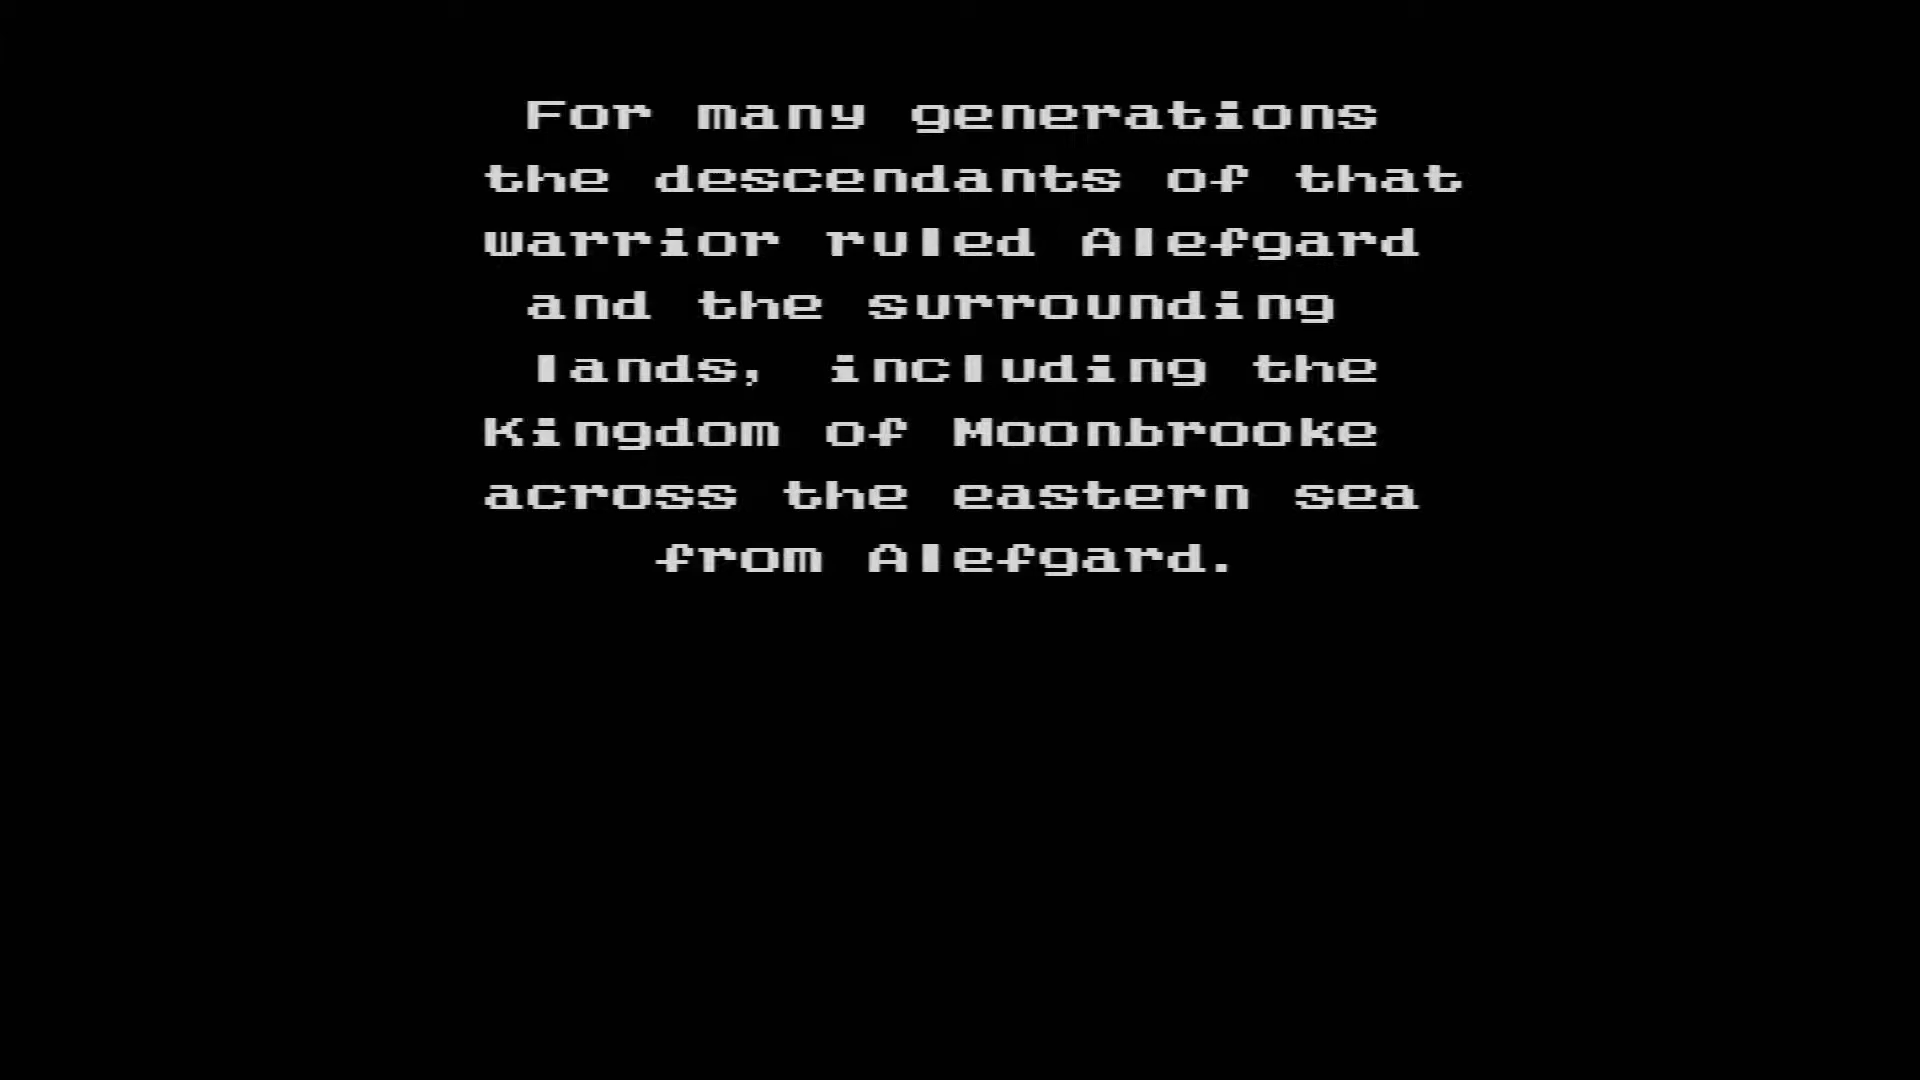 For many generations
the descendants of that
warrior ruled Alefgard
and the surrounding
lands, including the
Kingdom of Moonbrooke
across the eastern sea
from Alefgard.